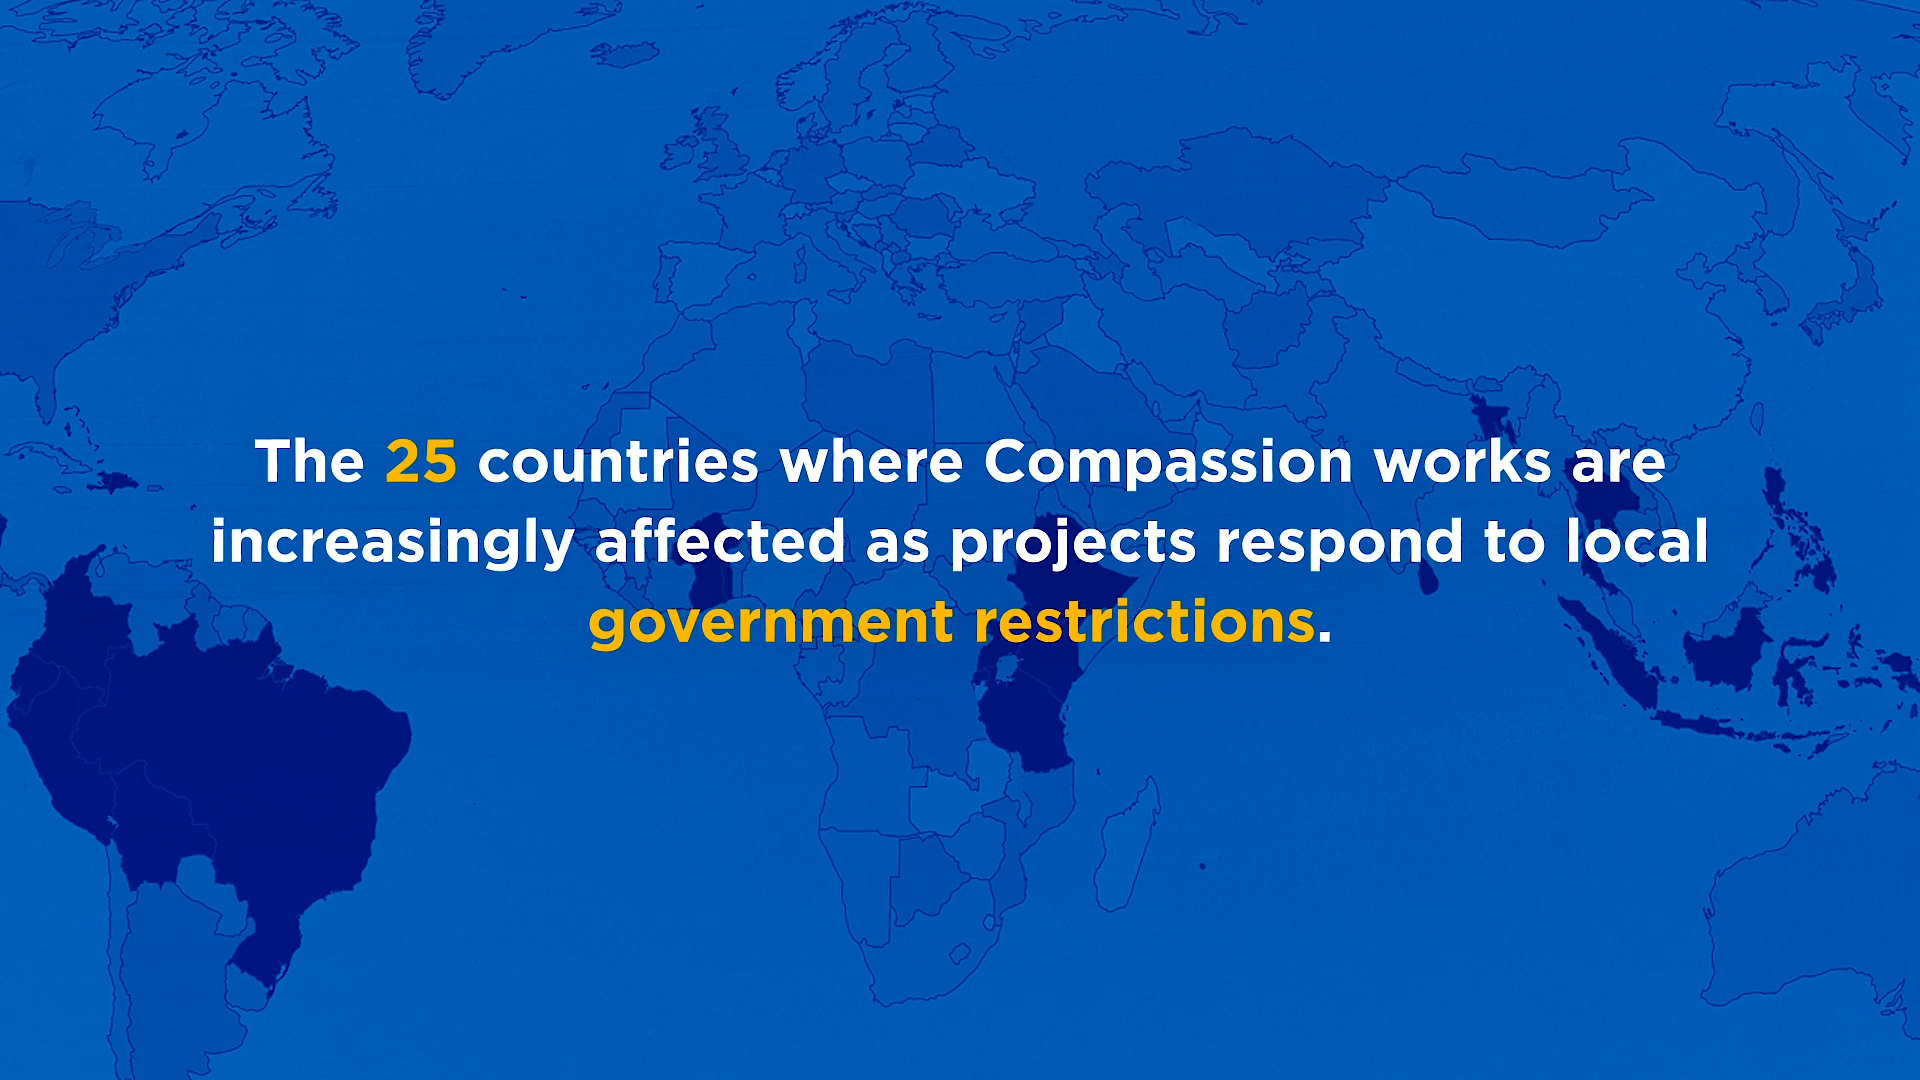 The 25 countries where Compassion works are
increasingly affected as projects respond to local
government restrictions.